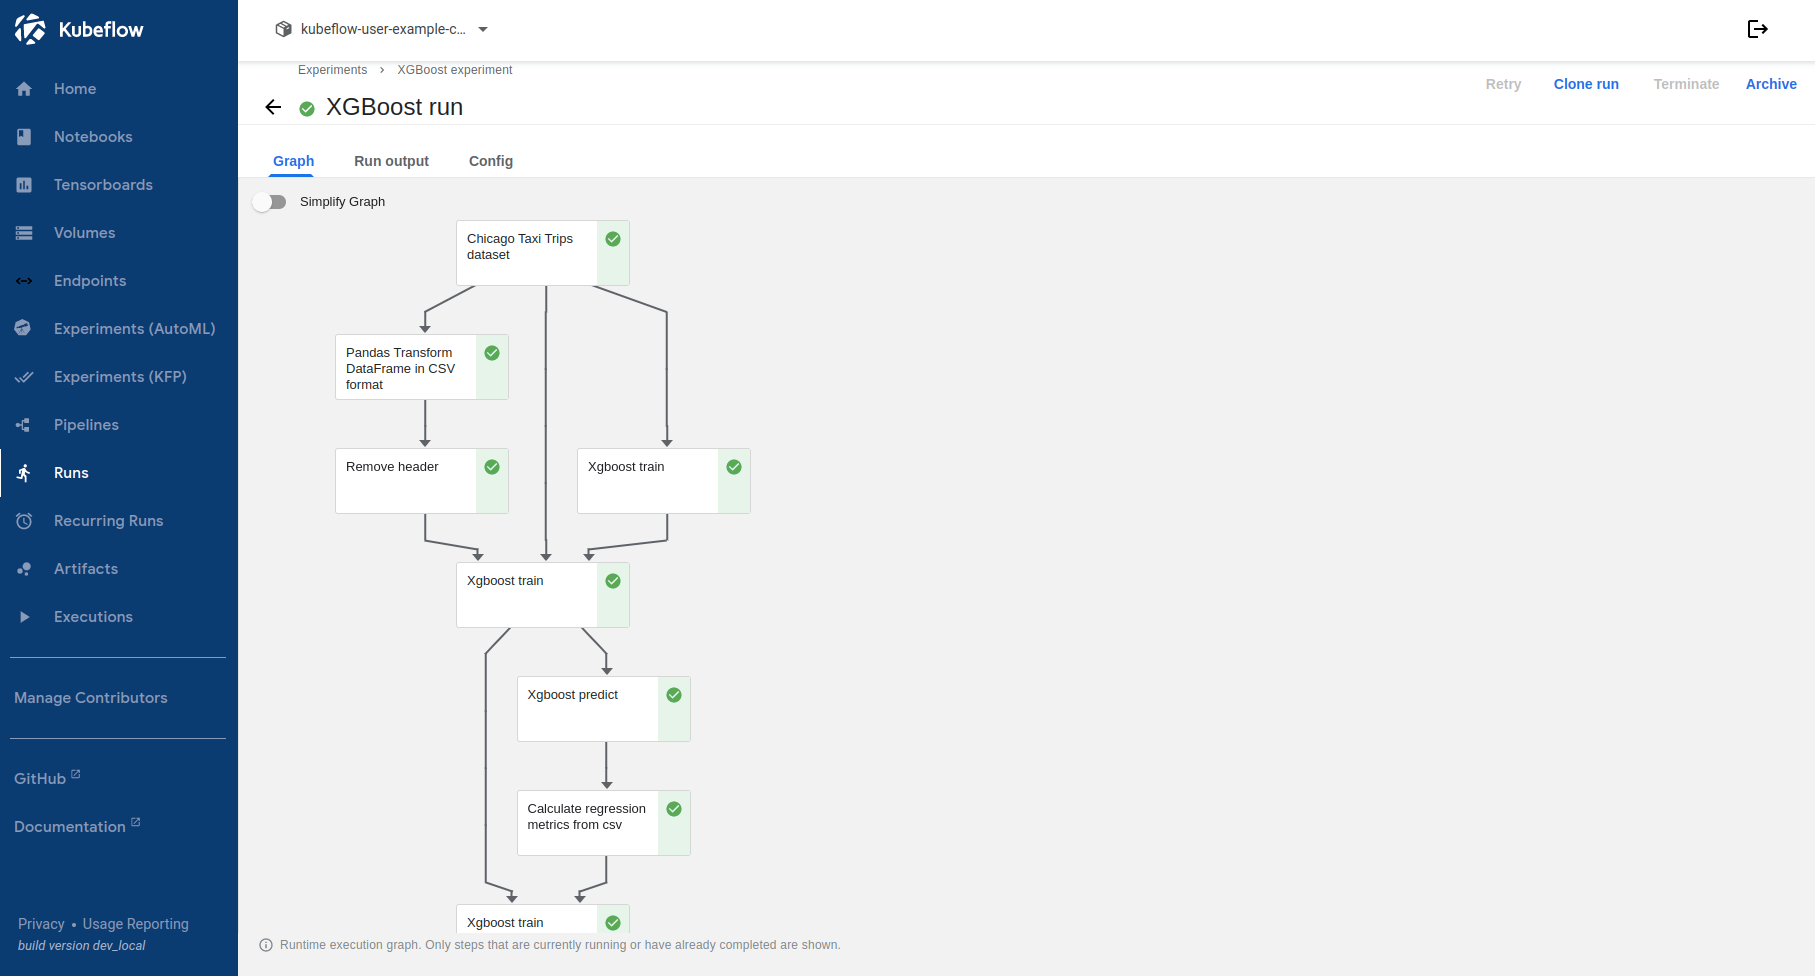 Kubeflow
Home
Notebooks
Tensorboards
Volumes
Endpoints
Experiments (AutoML)
Experiments (KFP)
Pipelines
Runs
Recurring Runs
Artifacts
Executions
Manage Contributors
GitHub
Documentation
Privacy • Usage Reporting
build version dev_local
kubeflow-user-example-c...
Experiments › XGBoost experiment
XGBoost run
Retry Clone run Terminate Archive
Graph Run output Config
Simplify Graph
Chicago Taxi Trips
dataset
Pandas Transform
DataFrame in CSV
format
Remove header
Xgboost train
Xgboost train
Xgboost predict
Calculate regression
metrics from csv
Xgboost train
Runtime execution graph. Only steps that are currently running or have already completed are shown.